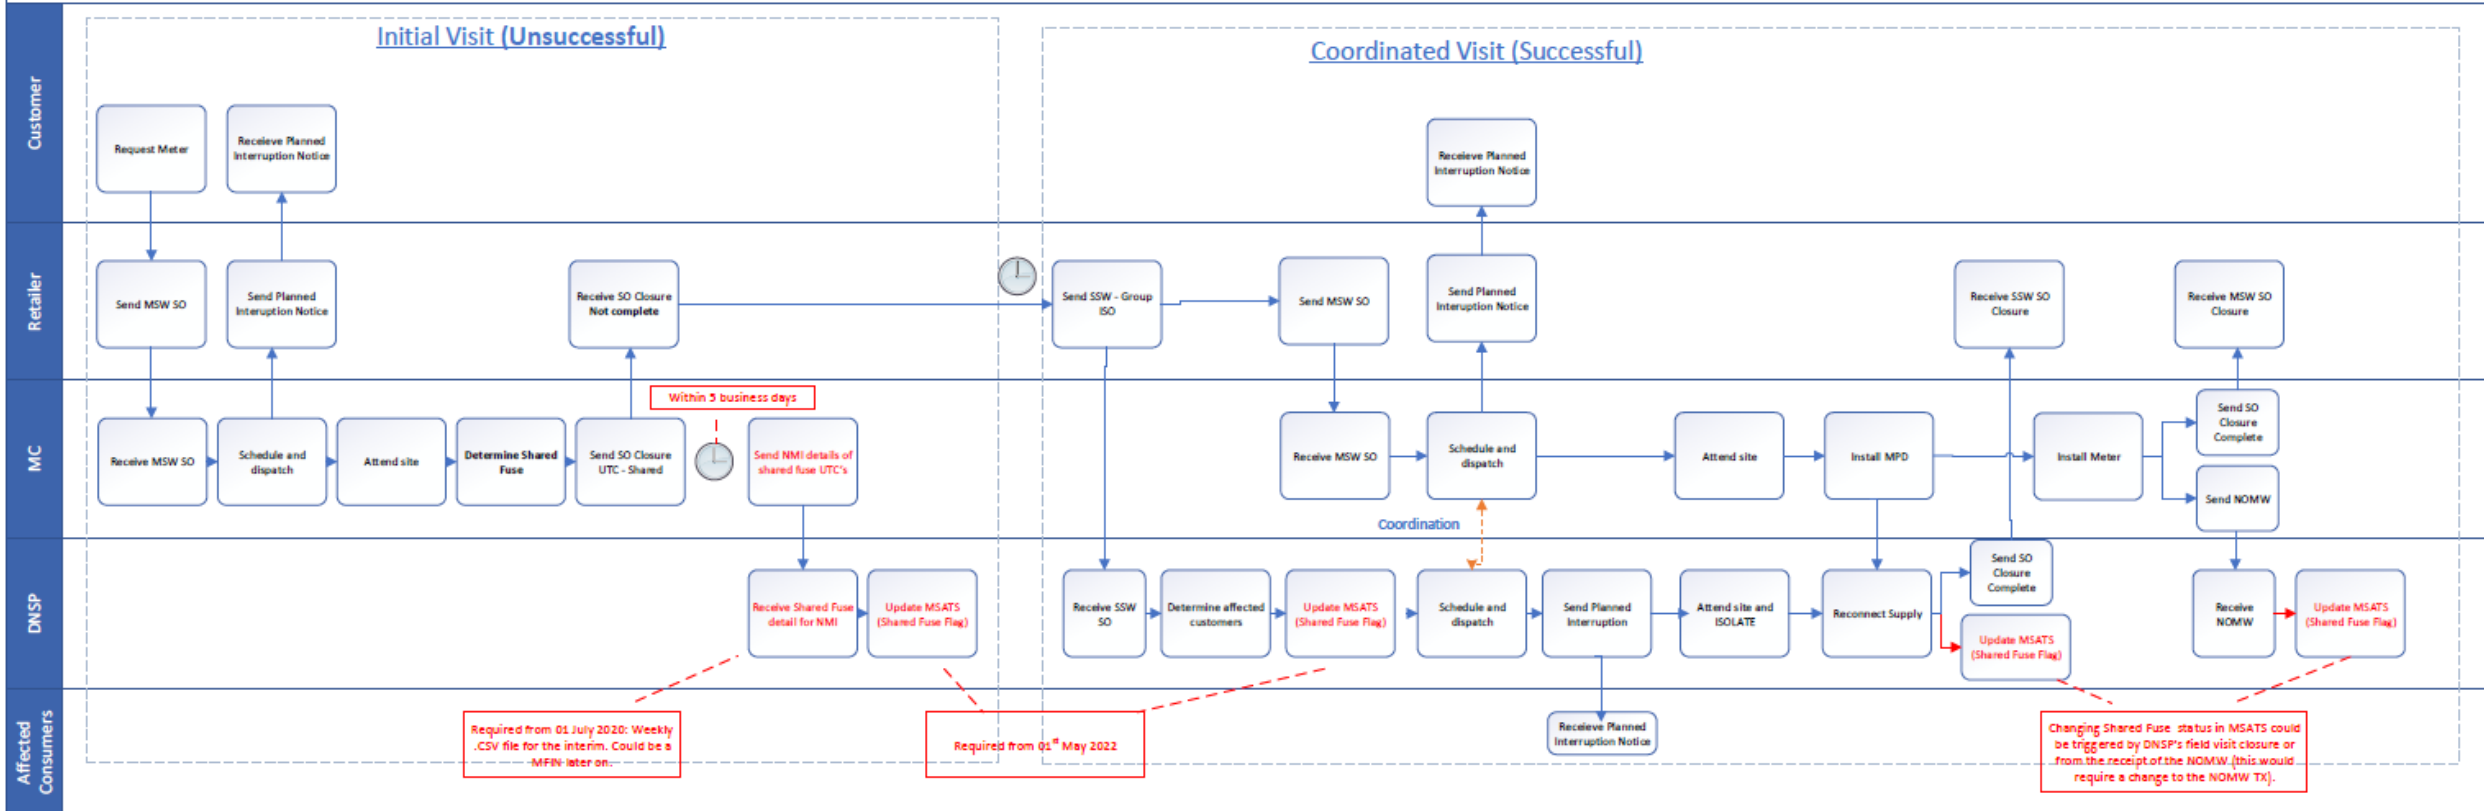 Initial Visit (Unsuccessful)
Coordinated Visit (Successful)
Customer
Request Meter
Receieve Planned
Interruption Notice
Receieve Planned
Interruption Notice
Retailer
Send MSW SO
Send Planned
Interuption Notice
Receive SO Closure
Not complete
Send SSW - Group
ISO
Send MSW SO
Send Planned
Interuption Notice
Receive SSW SO
Closure
Receive MSW SO
Closure
MC
Within 5 business days
Receive MSW SO
Schedule and
dispatch
Attend site
Determine Shared
Fuse
Send SO Closure
UTC - Shared
Send NMI details of
shared fuse UTC's
Receive MSW SO
Schedule and
dispatch
Attend site
Install MPD
Install Meter
Send SO
Closure
Complete
Send NOMW
Coordination
DNSP
Receive Shared Fuse
detail for NMI
Update MSATS
(Shared Fuse Flag)
Receive SSW
SO
Determine affected
customers
Update MSATS
(Shared Fuse Flag)
Schedule and
dispatch
Send Planned
Interruption
Attend site and
ISOLATE
Reconnect Supply
Send SO
Closure
Complete
Update MSATS
(Shared Fuse Flag)
Receive
NOMW
Update MSATS
(Shared Fuse Flag)
Affected
Consumers
Required from 01 July 2020: Weekly
.CSV file for the interim. Could be a
MFIN later on.
Required from 01st May 2022
Receieve Planned
Interruption Notice
Changing Shared Fuse status in MSATS could
be triggered by DNSP's field visit closure or
from the receipt of the NOMW (this would
require a change to the NOMW TX).